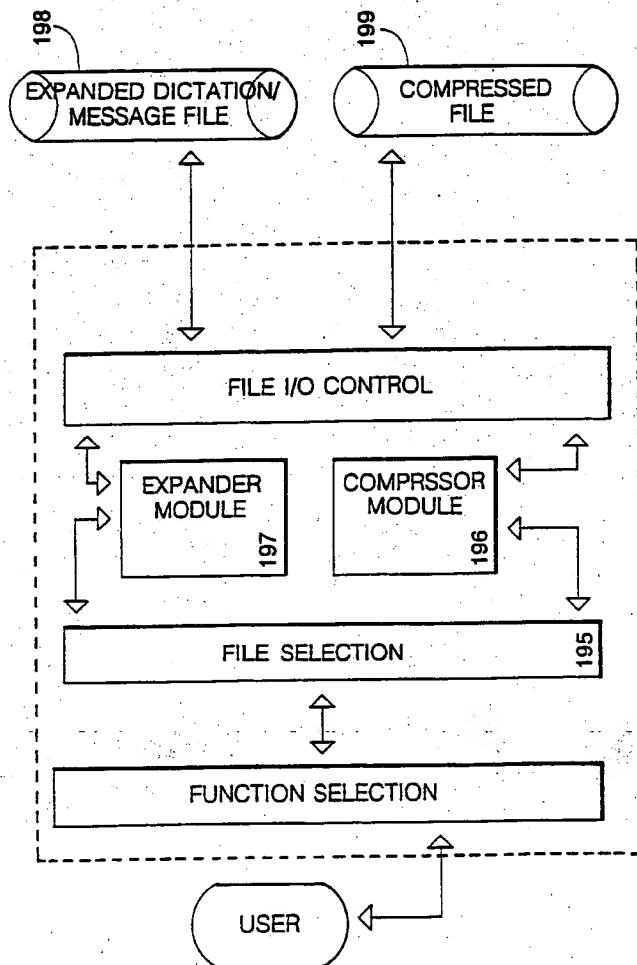 198
EXPANDED DICTATION/
MESSAGE FILE
199
COMPRESSED
FILE
FILE I/O CONTROL
EXPANDER
MODULE
197
COMPRSSOR
MODULE
196
FILE SELECTION
195
FUNCTION SELECTION
USER